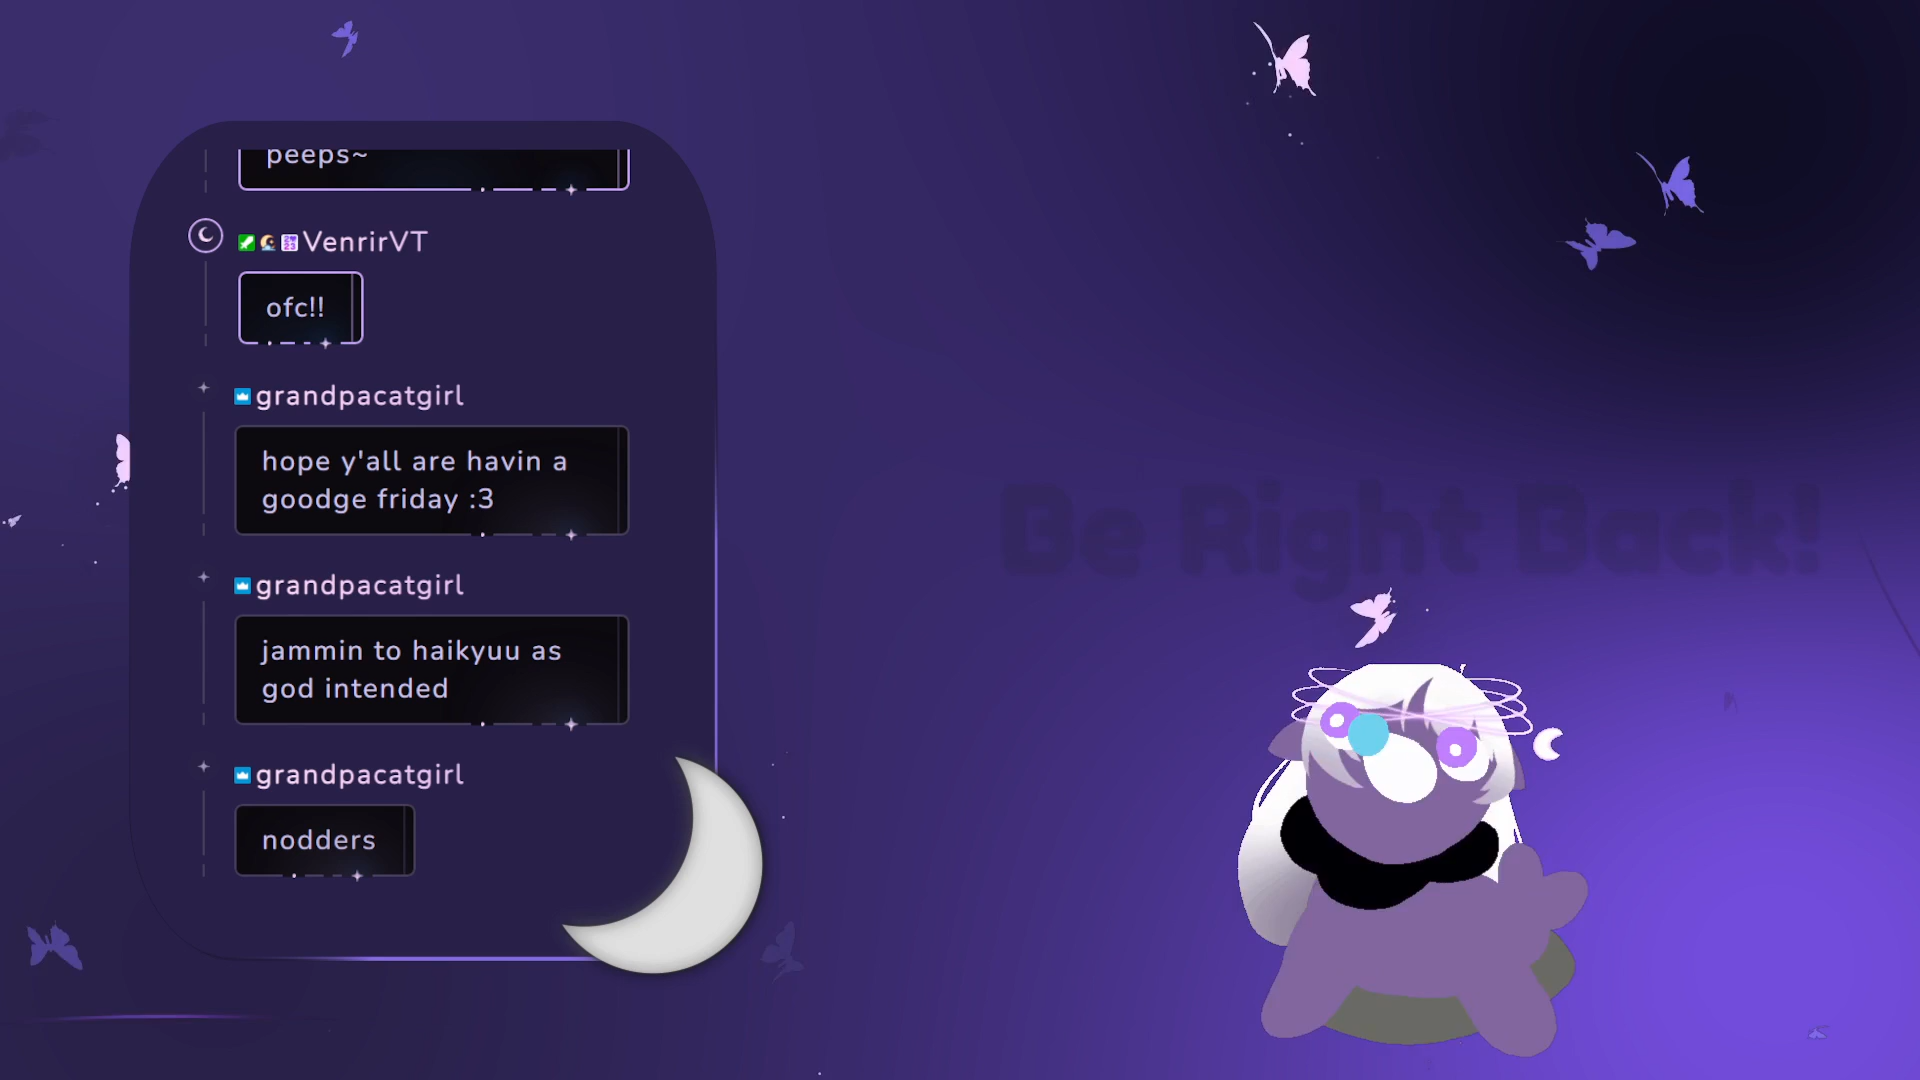 peeps~
VenrirVT
ofc!!
grandpacatgirl
hope y'all are havin a
goodge friday :3
grandpacatgirl
jammin to haikyuu as
god intended
grandpacatgirl
nodders
Be Right Back!